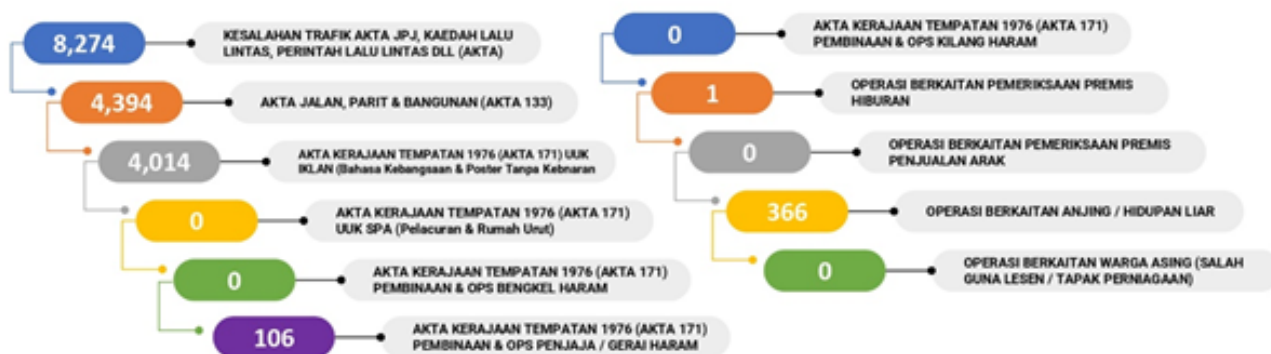 8,274
KESALAHAN TRAFIK AKTA JPJ, KAEDAH LALU
LINTAS, PERINTAH LALU LINTAS DLL (AKTA)
4,394
AKTA JALAN, PARIT & BANGUNAN (AKTA 133)
4,014
AKTA KERAJAAN TEMPATAN 1976 (AKTA 171) UUK
IKLAN (Bahasa Kebangsaan & Poster Tanpa Kebnaran
0
AKTA KERAJAAN TEMPATAN 1976 (AKTA 171)
UUK SPA (Pelacuran & Rumah Urut)
0
AKTA KERAJAAN TEMPATAN 1976 (AKTA 171)
PEMBINAAN & OPS BENGKEL HARAM
106
AKTA KERAJAAN TEMPATAN 1976 (AKTA 171)
PEMBINAAN & OPS PENJAJA / GERAI HARAM
0
AKTA KERAJAAN TEMPATAN 1976 (AKTA 171)
PEMBINAAN & OPS KILANG HARAM
1
OPERASI BERKAITAN PEMERIKSAAN PREMIS
HIBURAN
0
OPERASI BERKAITAN PEMERIKSAAN PREMIS
PENJUALAN ARAK
366
OPERASI BERKAITAN ANJING / HIDUPAN LIAR
0
OPERASI BERKAITAN WARGA ASING (SALAH
GUNA LESEN / TAPAK PERNIAGAAN)